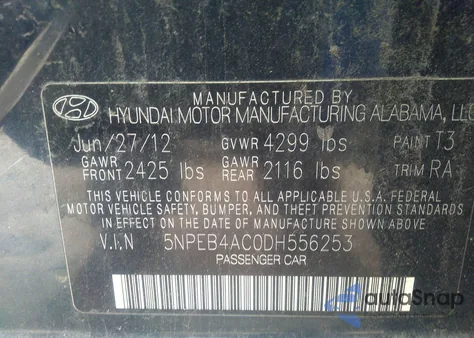 MANUFACTURED BY
HYUNDAI MOTOR MANUFACTURING ALABAMA, LLC
Jun/27/12 GVWR 4299 lbs PAINT T3
GAWR FRONT 2425 lbs GAWR REAR 2116 lbs TRIM RA
THIS VEHICLE CONFORMS TO ALL APPLICABLE U.S.A. FEDERAL
MOTOR VEHICLE SAFETY, BUMPER, AND THEFT PREVENTION STANDARDS
IN EFFECT ON THE DATE OF MANUFACTURE SHOWN ABOVE.
V.I.N 5NPEB4AC0DH556253
PASSENGER CAR
autoSnap